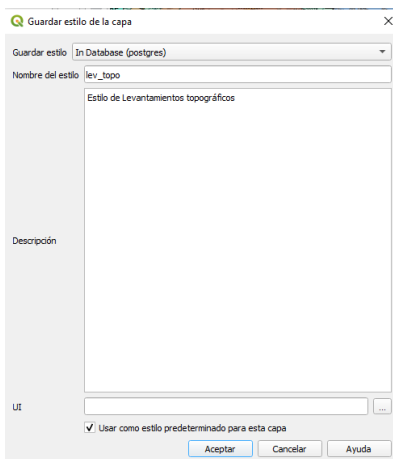 Guardar estilo de la capa
Guardar estilo In Database (postgres)
Nombre del estilo lev_topo
Estilo de Levantamientos topográficos
Descripción
UI ...
Usar como estilo predeterminado para esta capa
Aceptar Cancelar Ayuda